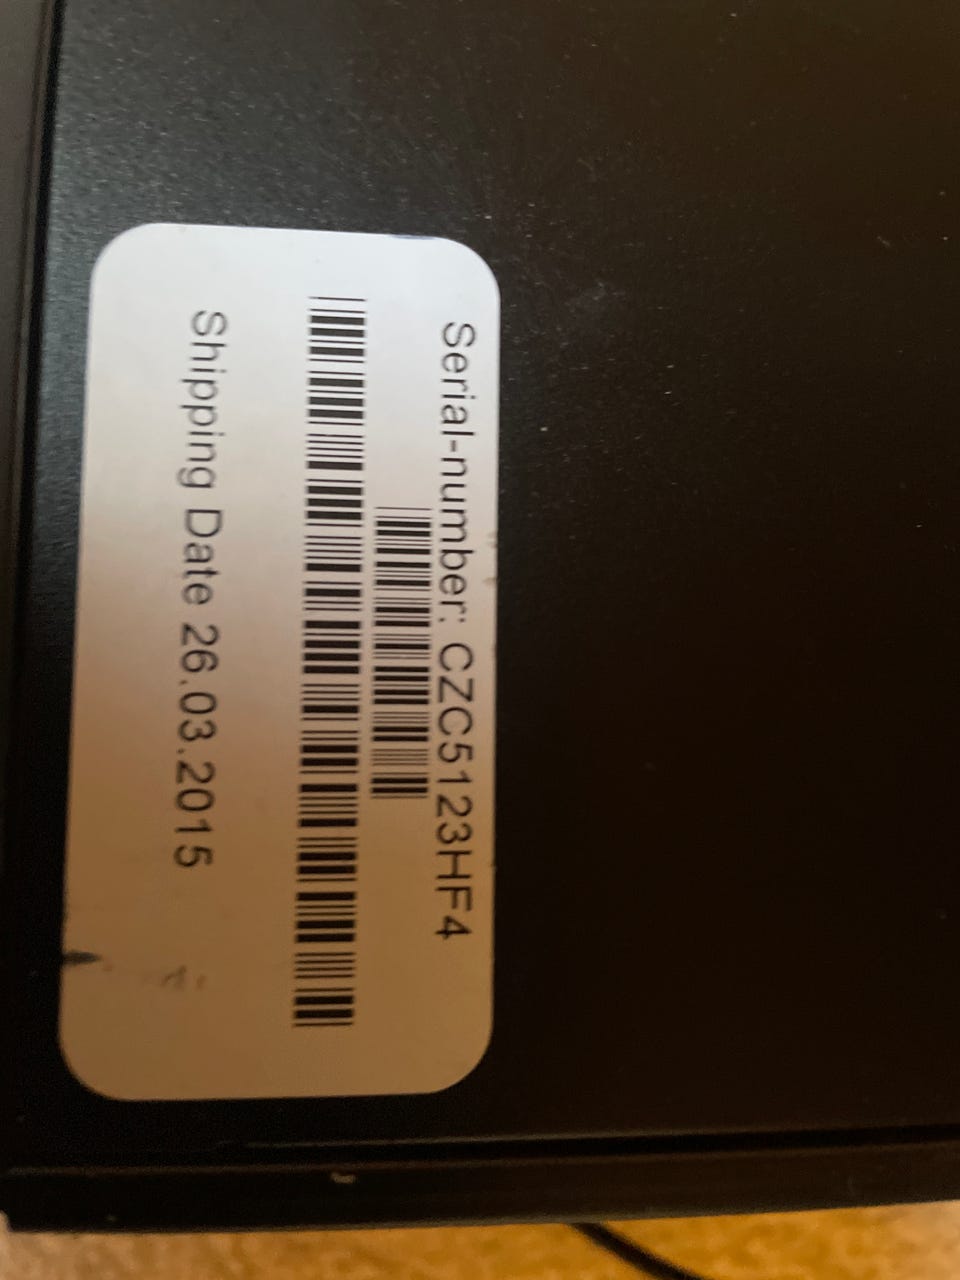 Serial-number: CZC5123HF4
Shipping Date 26.03.2015